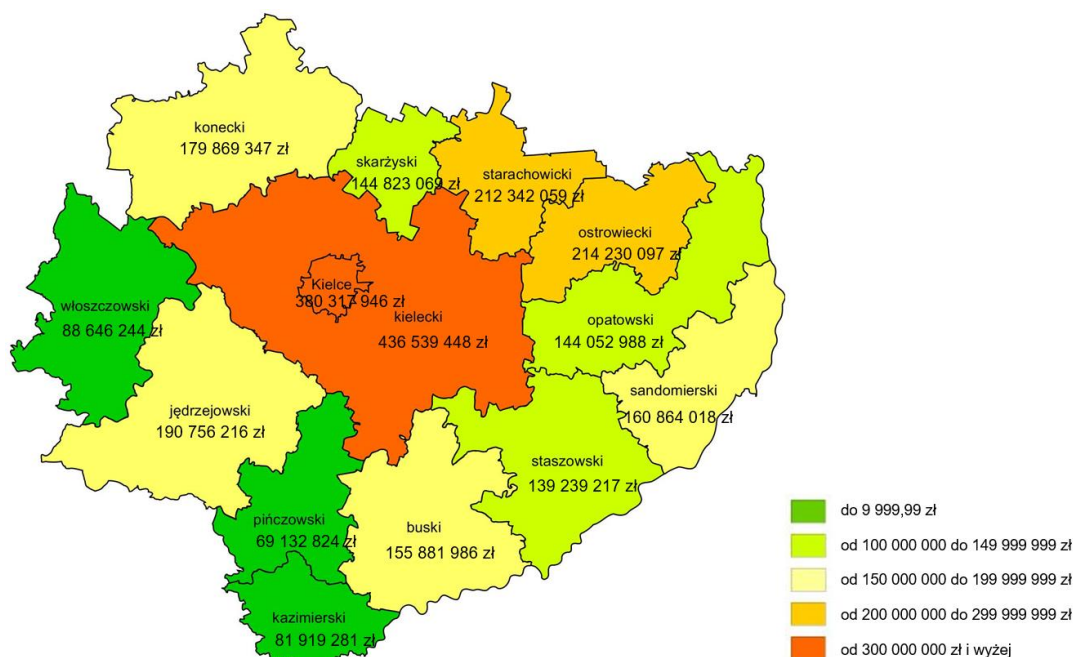 konecki
179 869 347 zł
skarżyski
144 823 069 zł
starachowicki
212 342 059 zł
ostrowiecki
214 230 097 zł
Kielce
380 317 946 zł
kielecki
436 539 448 zł
włoszczowski
88 646 244 zł
opatowski
144 052 988 zł
jędrzejowski
190 756 216 zł
sandomierski
160 864 018 zł
staszowski
139 239 217 zł
pińczowski
69 132 824 zł
buski
155 881 986 zł
kazimierski
81 919 281 zł
do 9 999,99 zł
od 100 000 000 do 149 999 999 zł
od 150 000 000 do 199 999 999 zł
od 200 000 000 do 299 999 999 zł
od 300 000 000 zł i wyżej